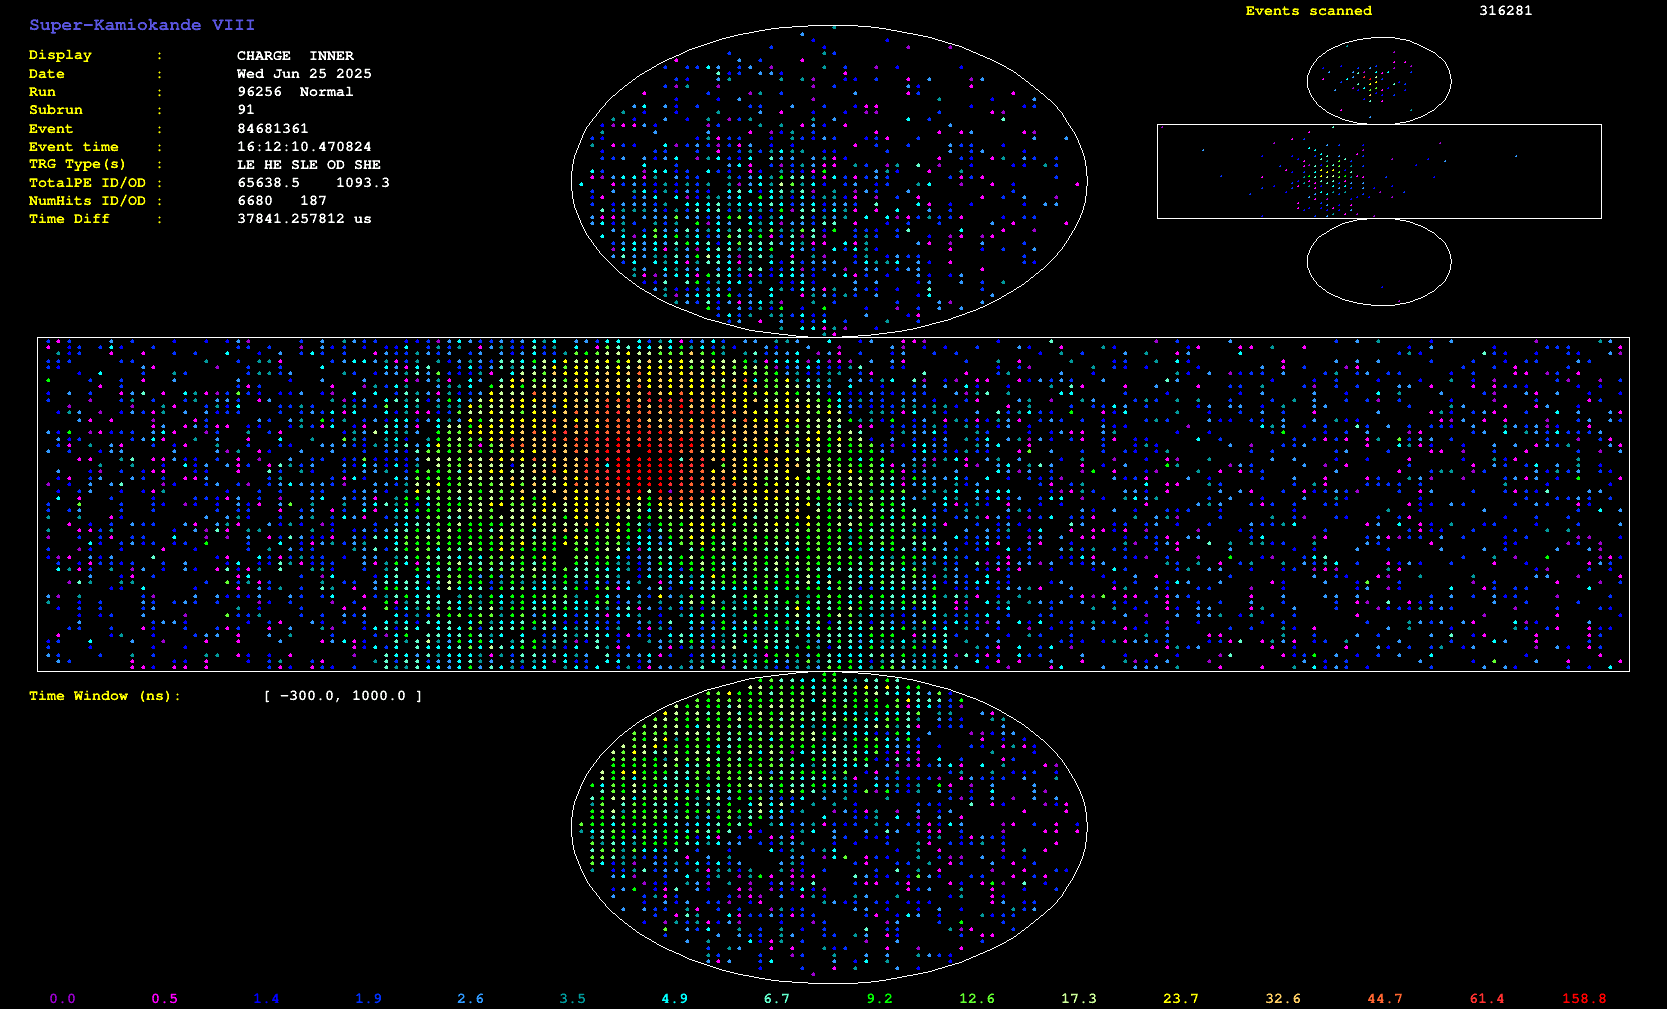 Super-Kamiokande VIII
Events scanned 316281
Display : CHARGE INNER
Date : Wed Jun 25 2025
Run : 96256 Normal
Subrun : 91
Event : 84681361
Event time : 16:12:10.470824
TRG Type(s) : LE HE SLE OD SHE
TotalPE ID/OD : 65638.5 1093.3
NumHits ID/OD : 6680 187
Time Diff : 37841.257812 us
Time Window (ns): [ -300.0, 1000.0 ]
0.0 0.5 1.4 1.9 2.6 3.5 4.9 6.7 9.2 12.6 17.3 23.7 32.6 44.7 61.4 158.8